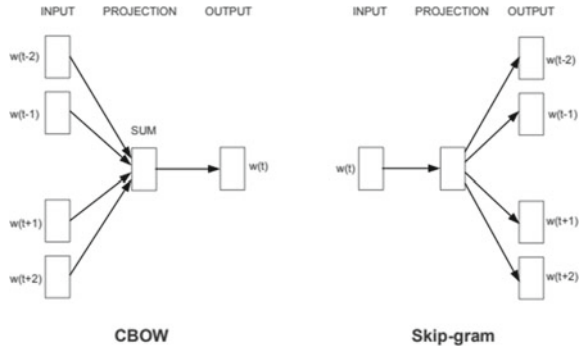 INPUT PROJECTION OUTPUT
w(t-2)
w(t-1)
SUM
w(t)
w(t+1)
w(t+2)
CBOW
INPUT PROJECTION OUTPUT
w(t-2)
w(t-1)
w(t)
w(t+1)
w(t+2)
Skip-gram